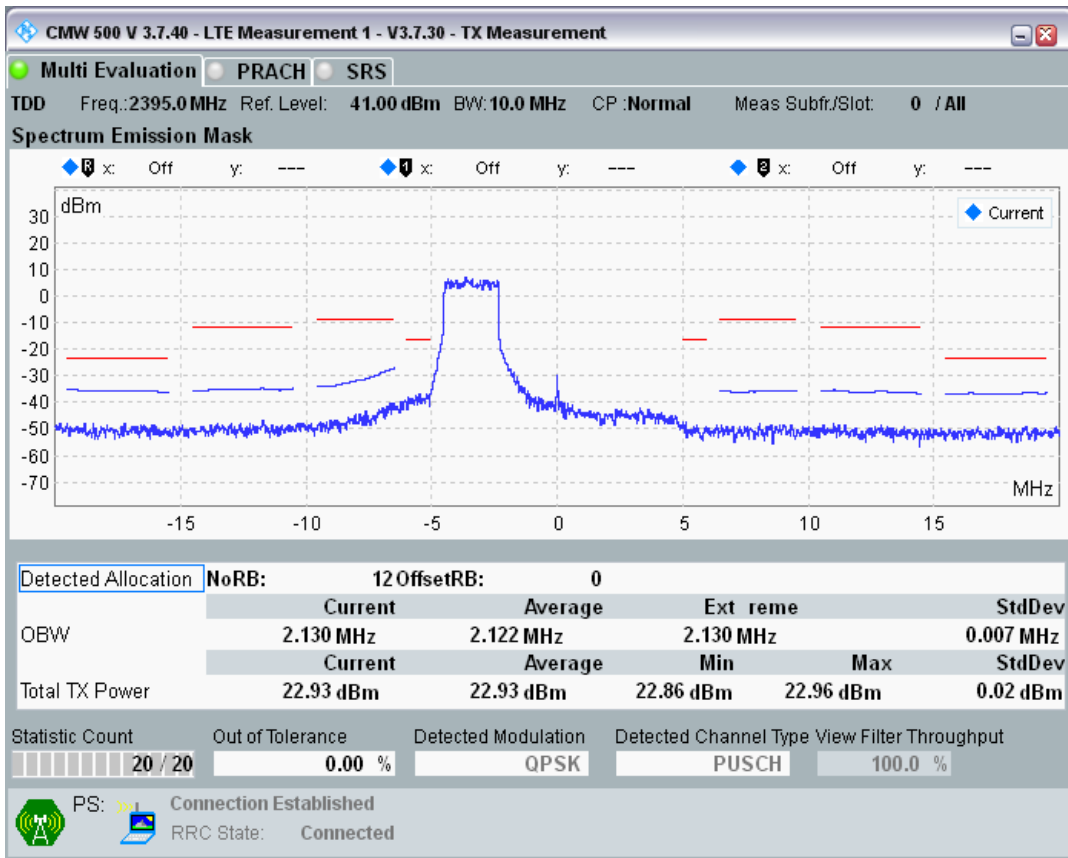 CMW 500 V 3.7.40 - LTE Measurement 1 - V3.7.30 - TX Measurement
Multi Evaluation PRACH SRS
TDD Freg.:2395.0 MHz Ref. Level: 41.00 dBm BW:10.0 MHz CP :Normal Meas Subfr./Slot: 0 / All
Spectrum Emission Mask
R x: Off y: --- 1 x: Off y: --- 2 x: Off y: ---
dBm
Current
30
20
10
0
-10
-20
-30
-40
-50
-60
-70
MHz
-15 -10 -5 0 5 10 15
Detected Allocation NoRB: 12 OffsetRB: 0
Current Average Ext reme StdDev
OBW 2.130 MHz 2.122 MHz 2.130 MHz 0.007 MHz
Current Average Min Max StdDev
Total TX Power 22.93 dBm 22.93 dBm 22.86 dBm 22.96 dBm 0.02 dBm
Statistic Count Out of Tolerance Detected Modulation Detected Channel Type View Filter Throughput
20 / 20 0.00 % QPSK PUSCH 100.0 %
PS: Connection Established
RRC State: Connected